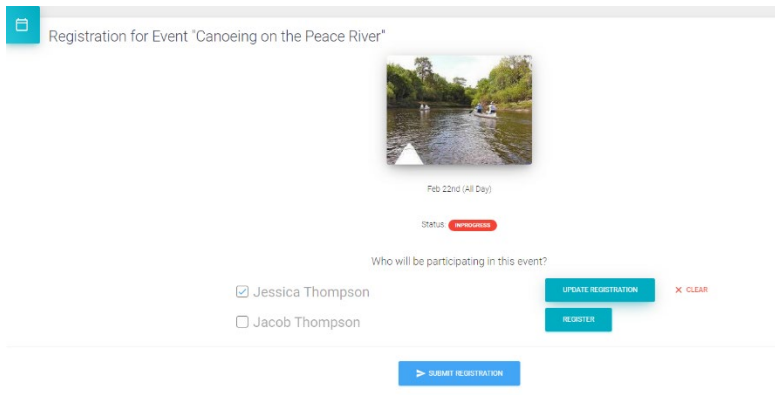 Registration for Event "Canoeing on the Peace River"
Feb 22nd (All Day)
Status: INPROGRESS
Who will be participating in this event?
Jessica Thompson UPDATE REGISTRATION CLEAR
Jacob Thompson REGISTER
SUBMIT REGISTRATION